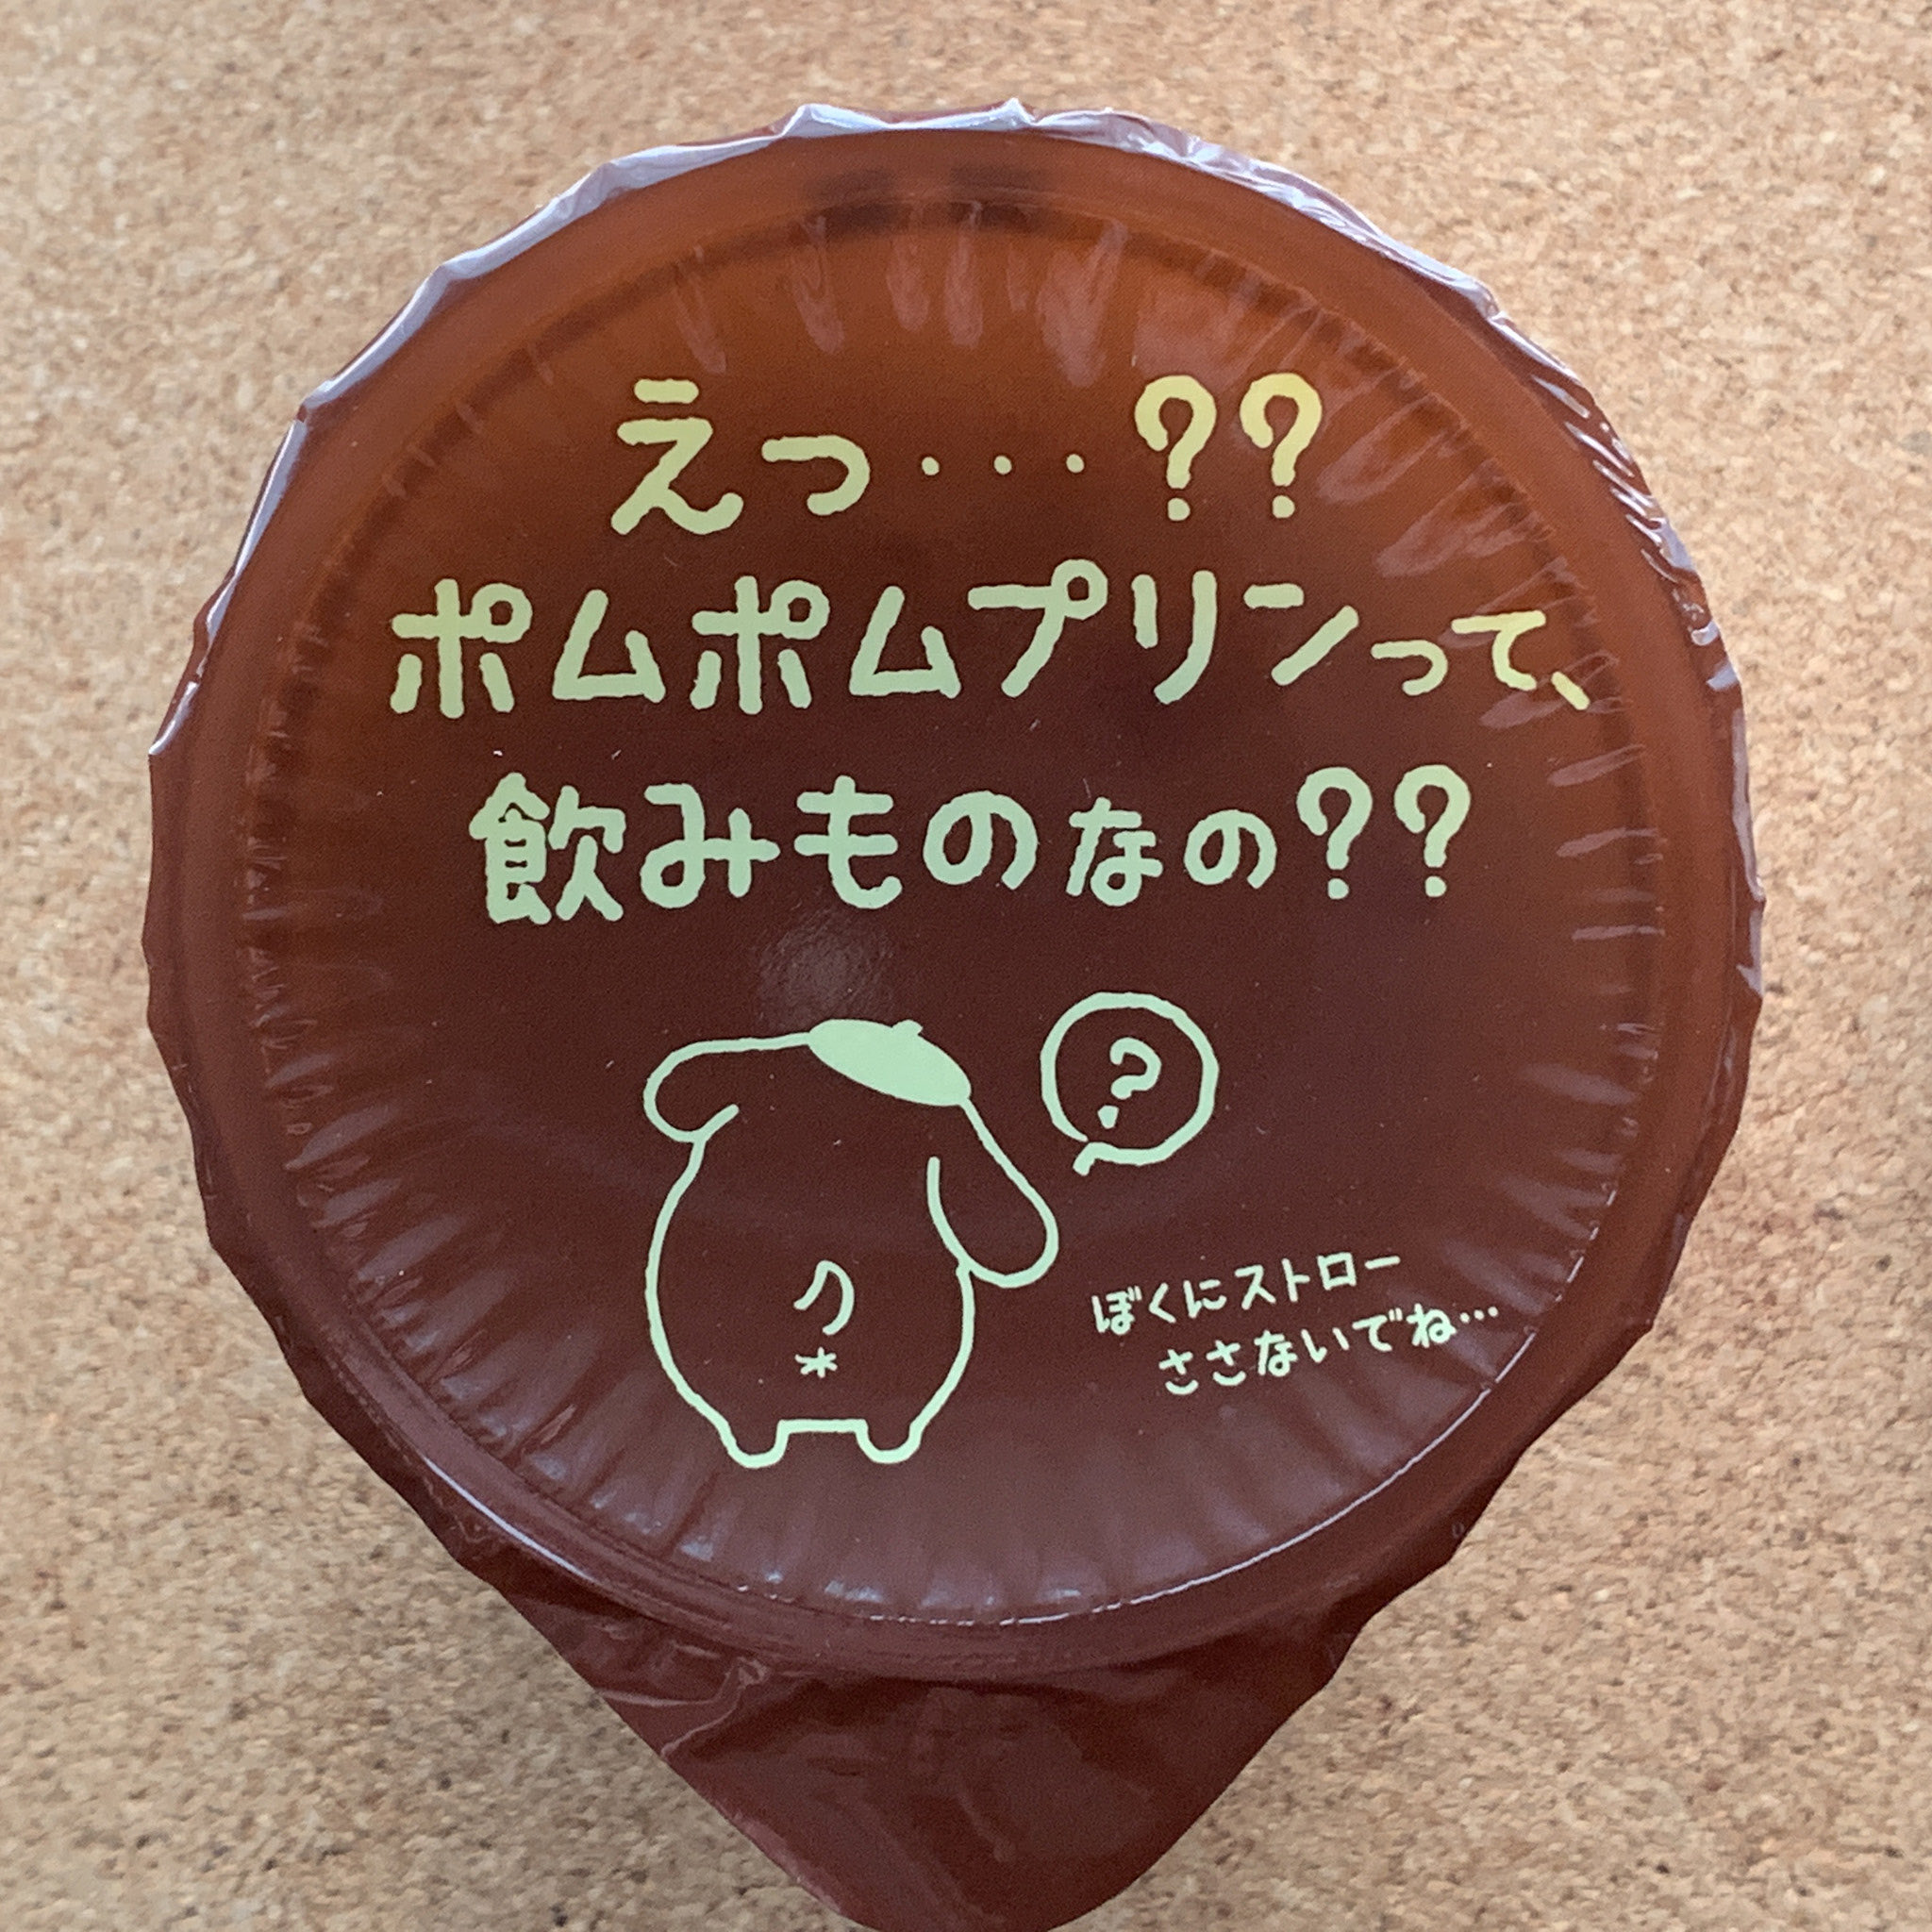 えっ・・・??
ポムポムプリンって、
飲みものなの??
?
ぼくにストロー
ささないでね…